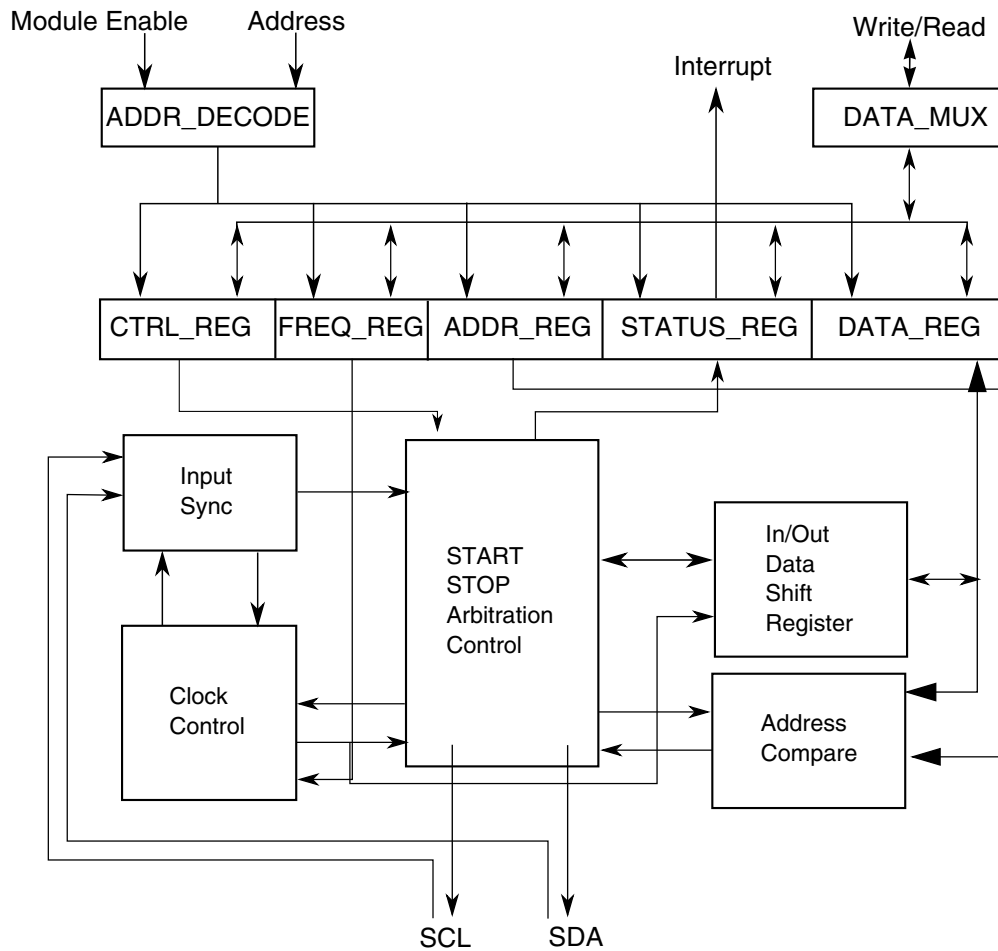 Module Enable
Address
Write/Read
Interrupt
ADDR_DECODE
DATA_MUX
CTRL_REG
FREQ_REG
ADDR_REG
STATUS_REG
DATA_REG
Input
Sync
START
STOP
Arbitration
Control
In/Out
Data
Shift
Register
Clock
Control
Address
Compare
SCL
SDA